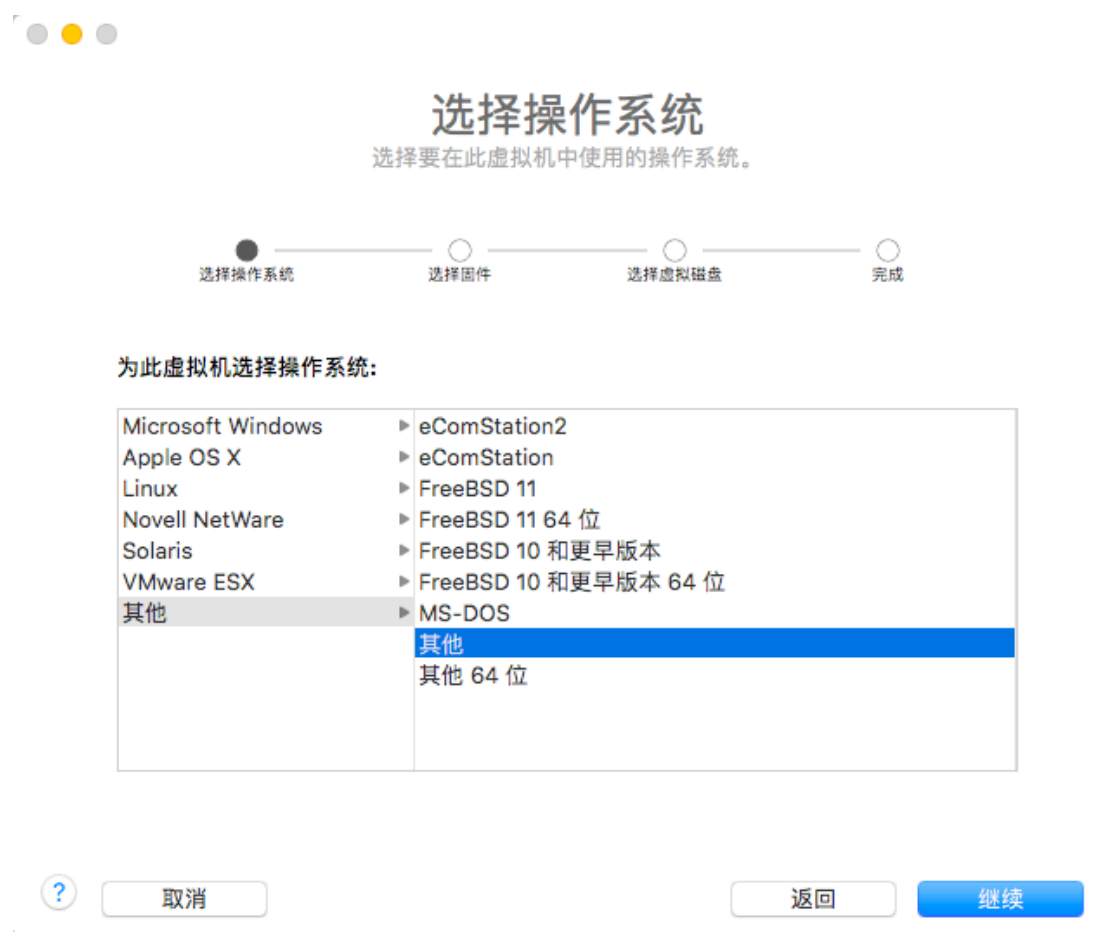 选择操作系统
选择要在此虚拟机中使用的操作系统。
选择操作系统 选择固件 选择虚拟磁盘 完成
为此虚拟机选择操作系统:
Microsoft Windows eComStation2
Apple OS X eComStation
Linux FreeBSD 11
Novell NetWare FreeBSD 11 64 位
Solaris FreeBSD 10 和更早版本
VMware ESX FreeBSD 10 和更早版本 64 位
其他 MS-DOS
其他
其他 64 位
? 取消 返回 继续